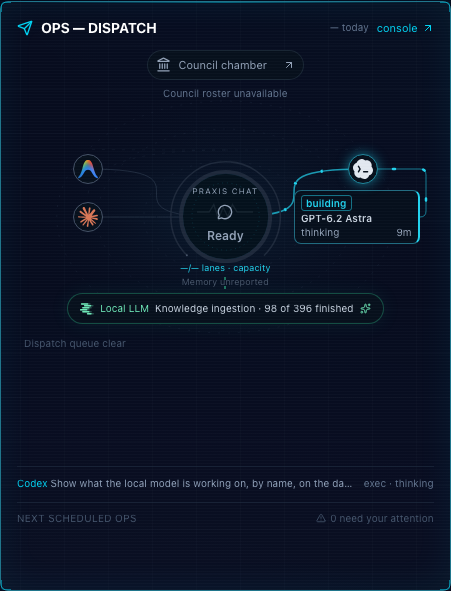 OPS — DISPATCH
— today console
Council chamber
Council roster unavailable
PRAXIS CHAT
Ready
building
GPT-6.2 Astra
thinking 9m
—/— lanes · capacity
Memory unreported
Local LLM Knowledge ingestion · 98 of 396 finished
Dispatch queue clear
Codex Show what the local model is working on, by name, on the da... exec · thinking
NEXT SCHEDULED OPS 0 need your attention